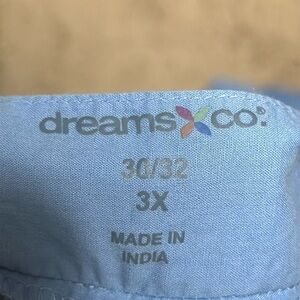 dreams co.
30/32
3X
MADE IN
INDIA